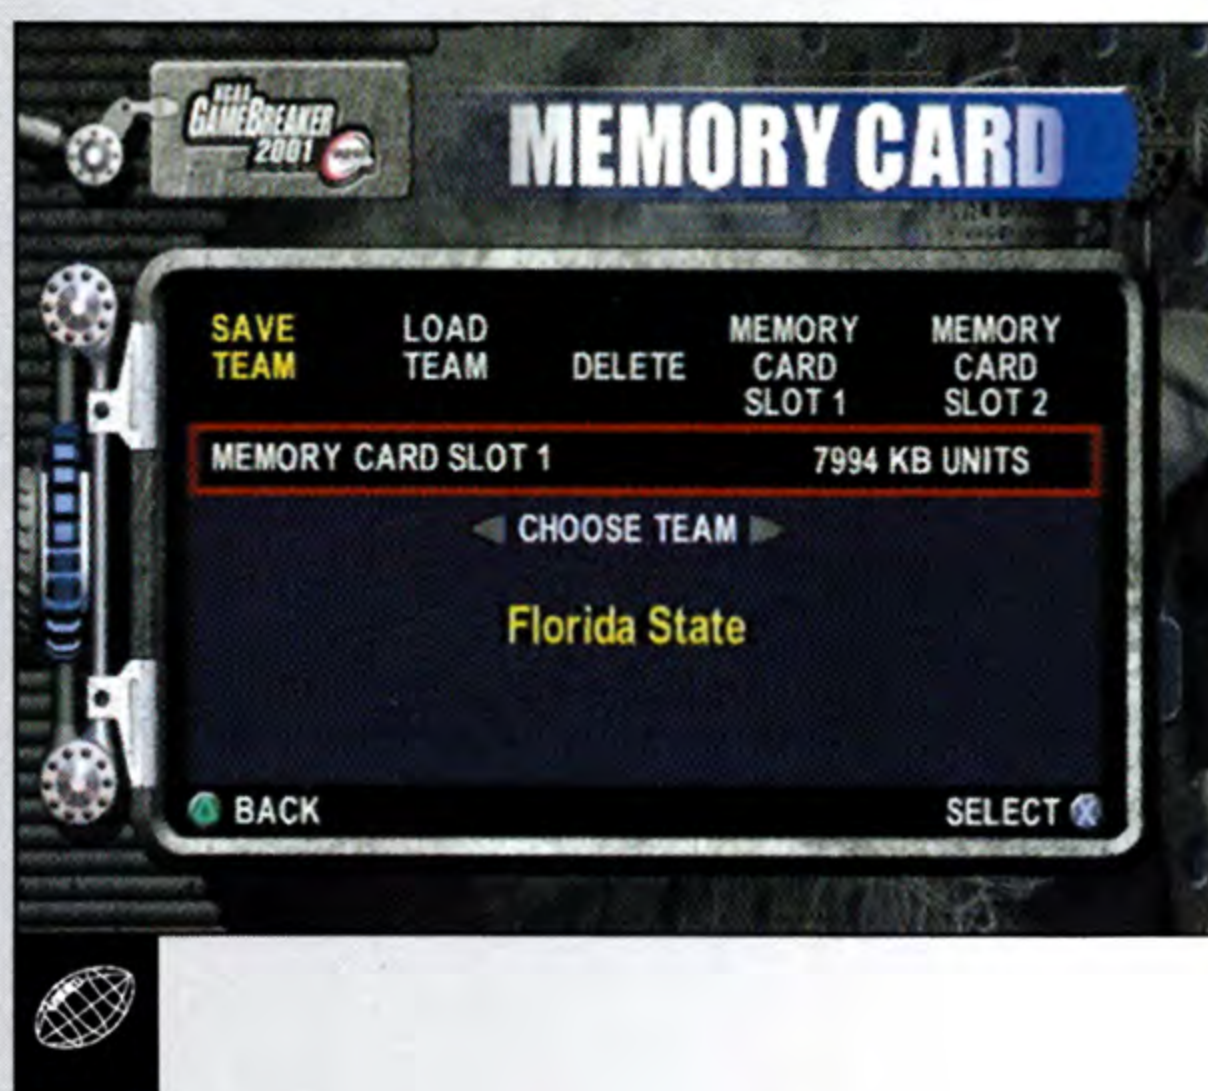 NCAA
GAMEBREAKER
2001
MEMORY CARD
SAVE TEAM
LOAD TEAM
DELETE
MEMORY CARD SLOT 1
MEMORY CARD SLOT 2
MEMORY CARD SLOT 1 7994 KB UNITS
CHOOSE TEAM
Florida State
BACK
SELECT